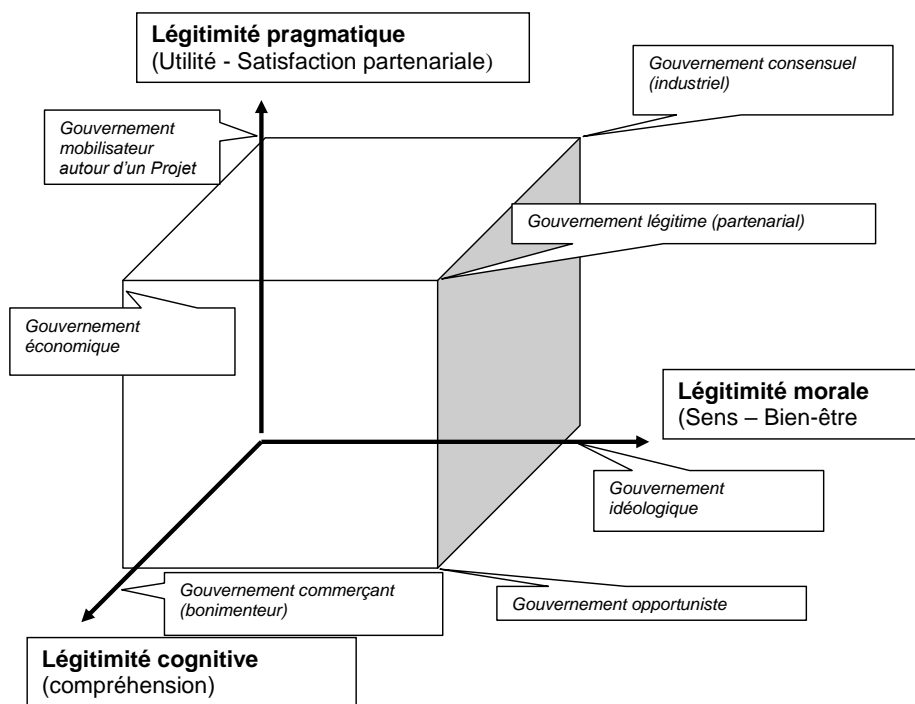 Légitimité pragmatique
(Utilité - Satisfaction partenariale)
Gouvernement consensuel
(industriel)
Gouvernement
mobilisateur
autour d'un Projet
Gouvernement légitime (partenarial)
Gouvernement
économique
Légitimité morale
(Sens – Bien-être
Gouvernement
idéologique
Gouvernement commerçant
(bonimenteur)
Gouvernement opportuniste
Légitimité cognitive
(compréhension)